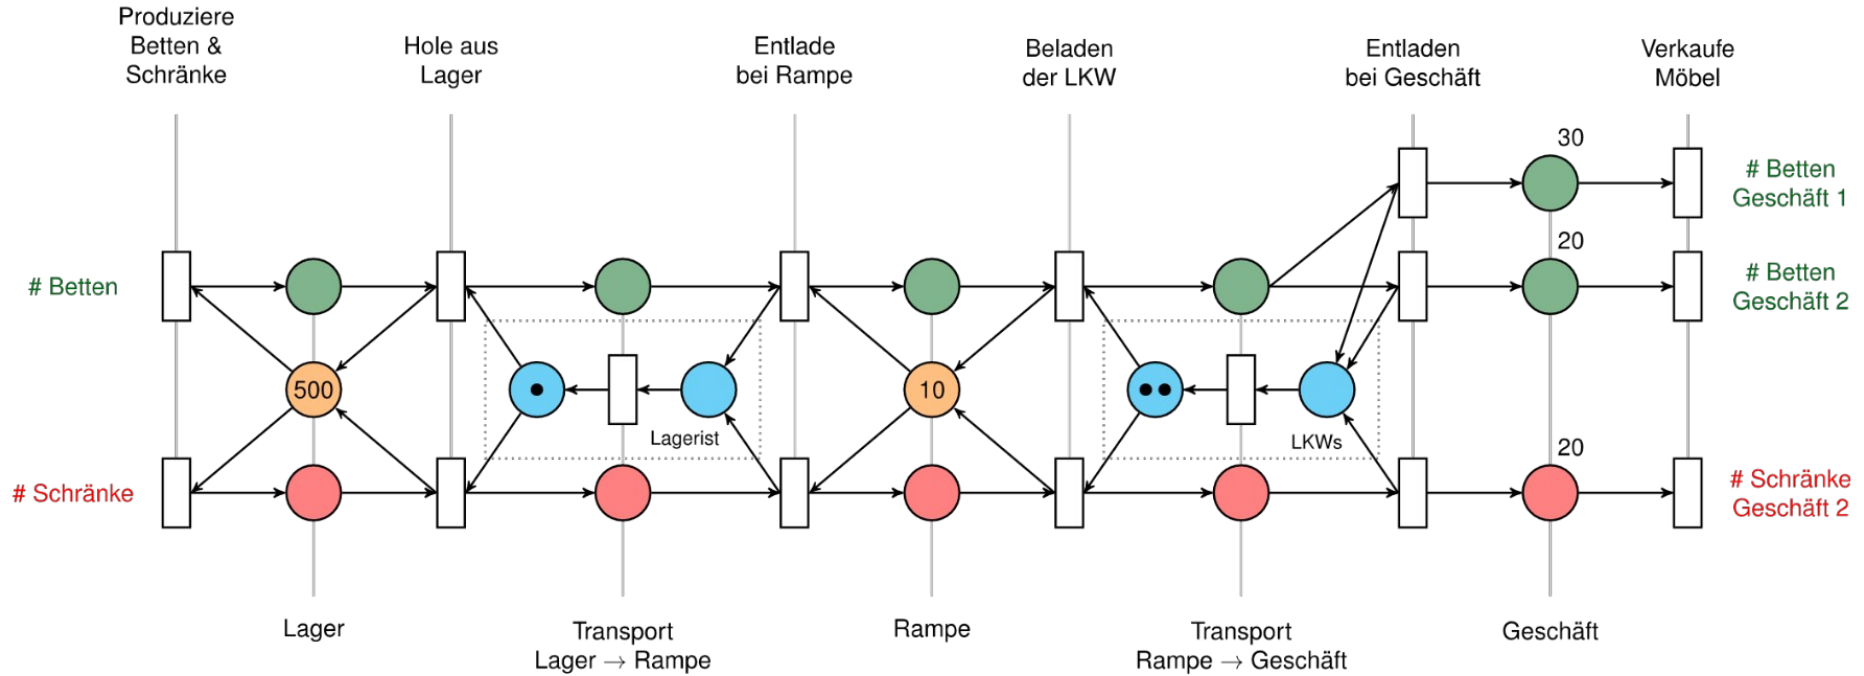 Produziere
Betten &
Schränke
Hole aus
Lager
Entlade
bei Rampe
Beladen
der LKW
Entladen
bei Geschäft
Verkaufe
Möbel
30
# Betten
Geschäft 1
20
# Betten
# Betten
Geschäft 2
500
10
Lagerist
LKWs
20
# Schränke
# Schränke
Geschäft 2
Lager
Transport
Lager → Rampe
Rampe
Transport
Rampe → Geschäft
Geschäft